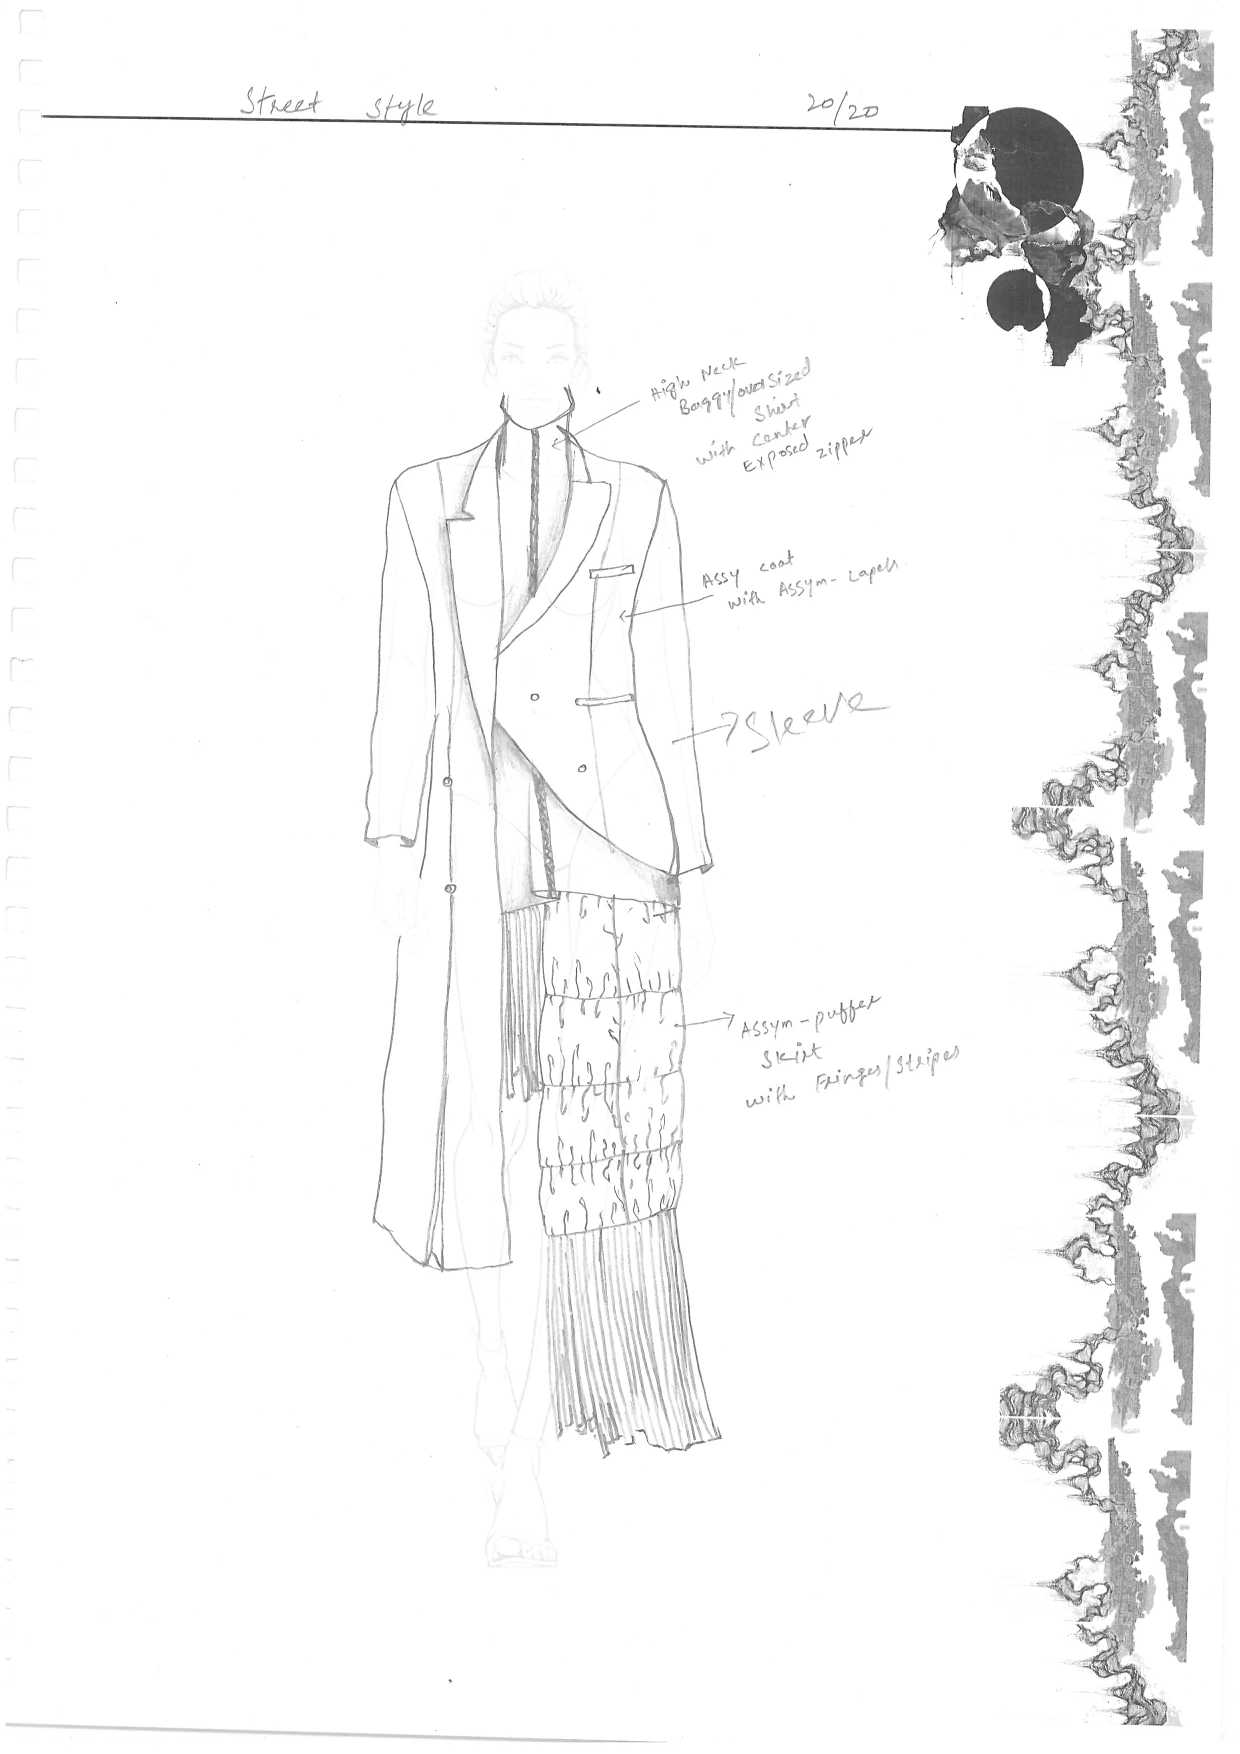 Street Style 20/20
High Neck
Baggy/oversized
Shirt
with center
Exposed zipper
Assy coat
with Assym-Lapels
Sleeve
Assym-puffer
Skirt
with Fringes/Stripes